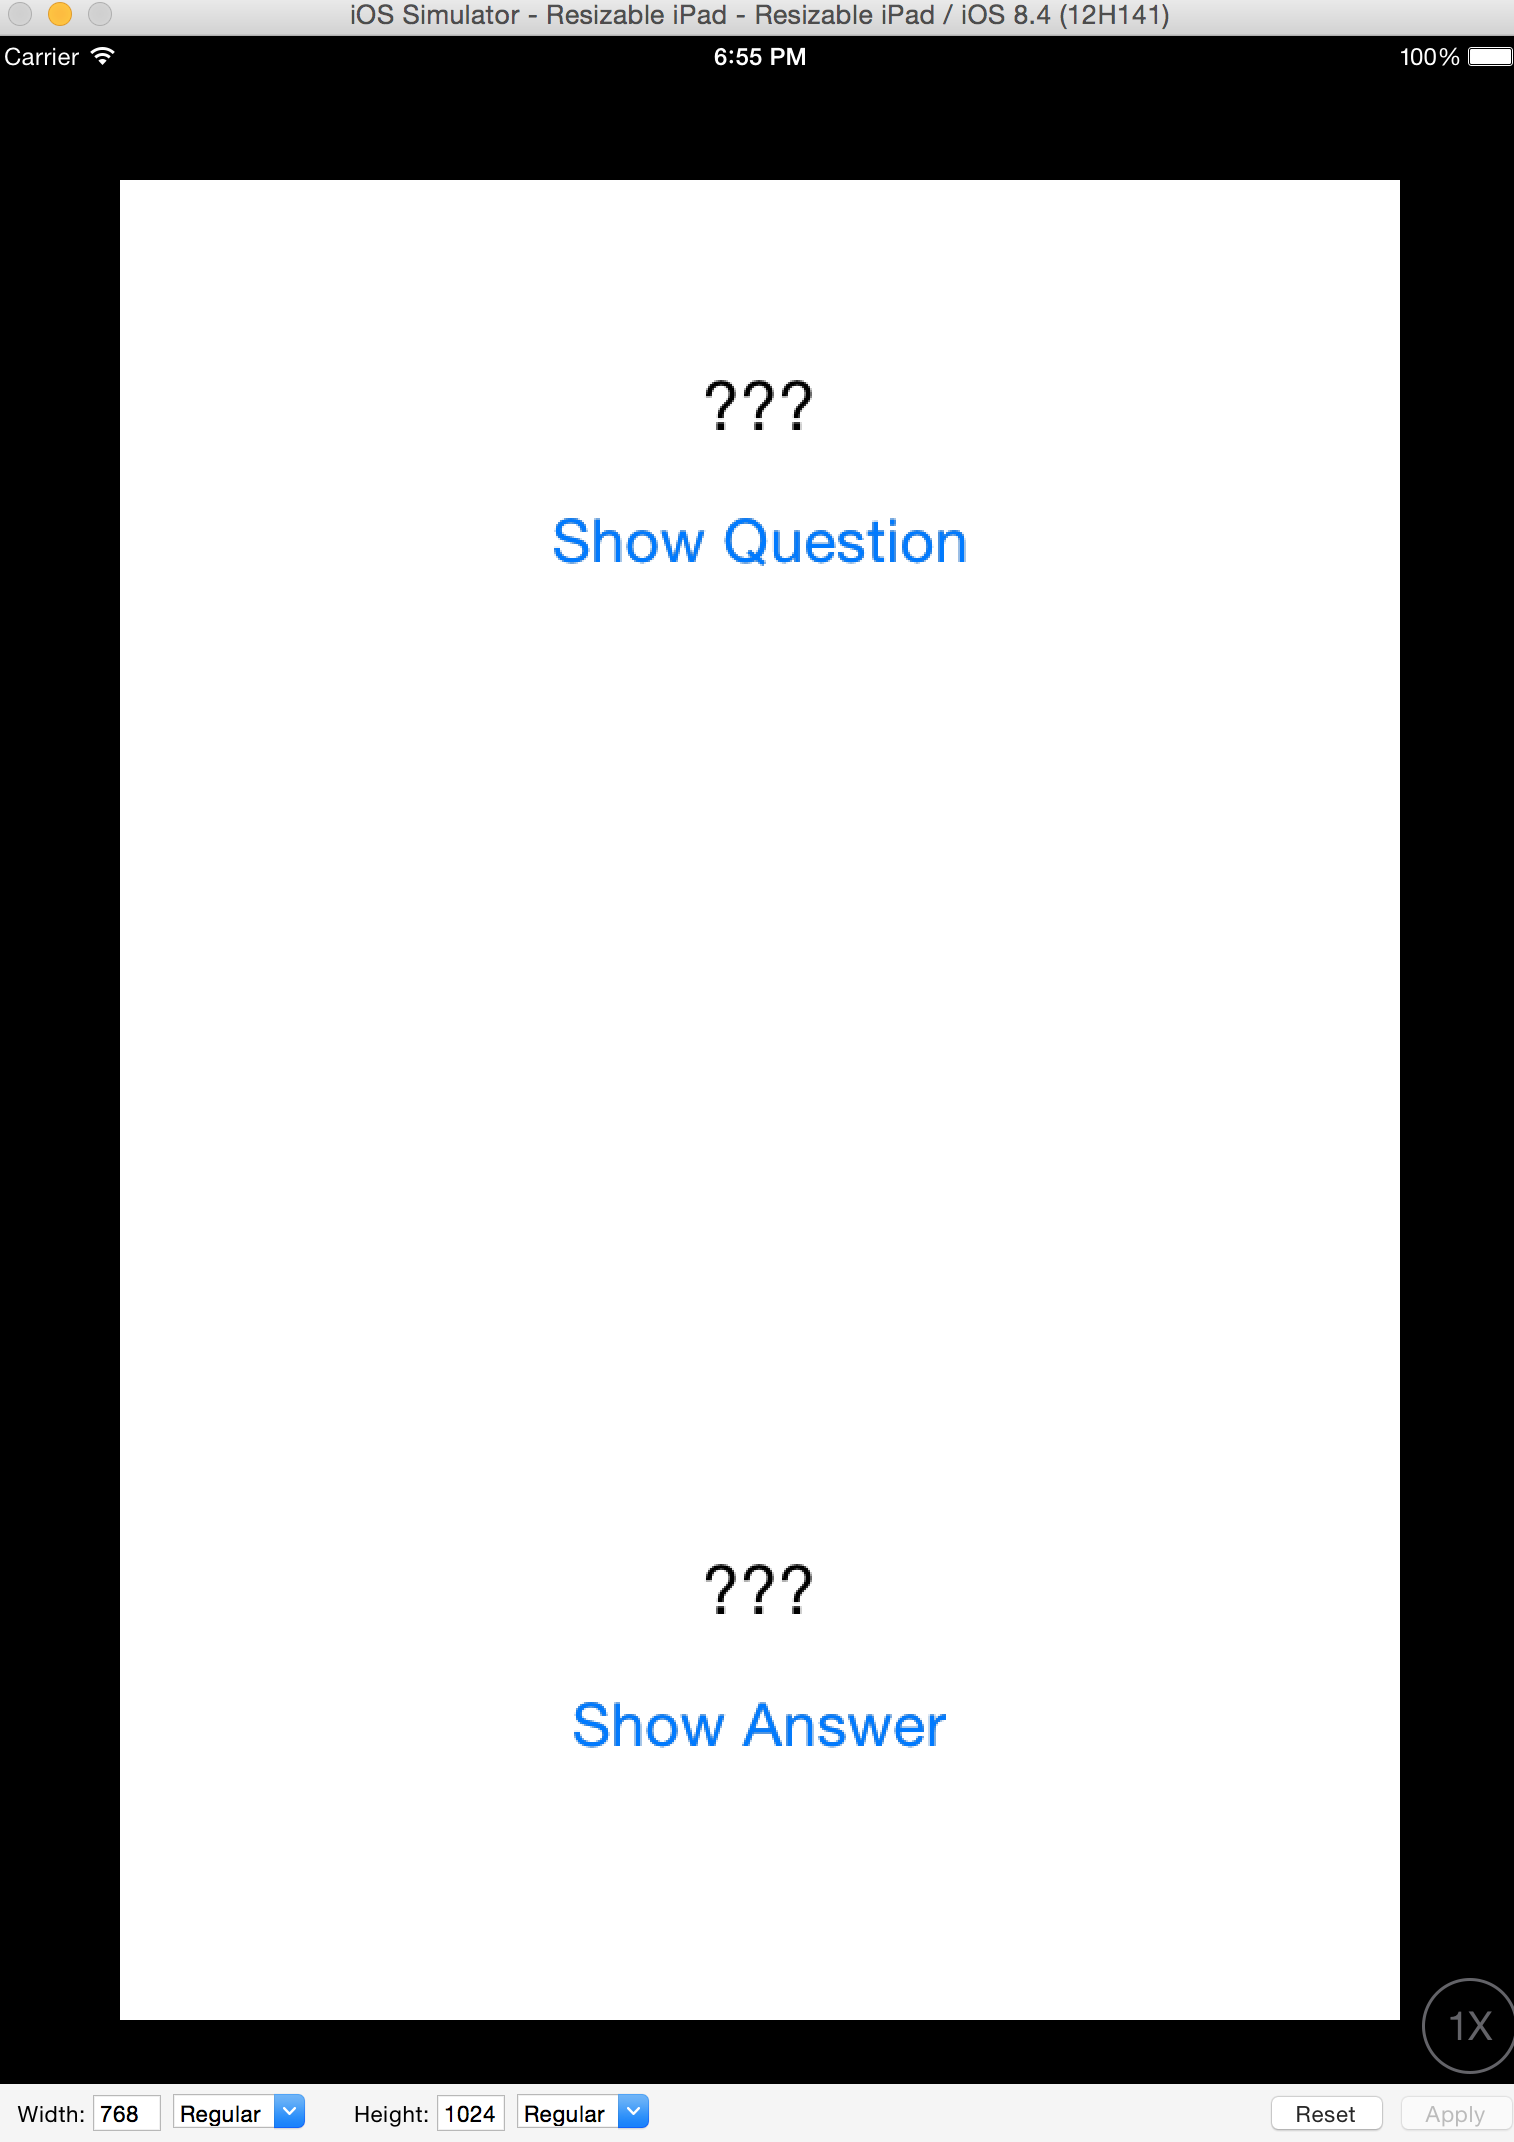 iOS Simulator - Resizable iPad - Resizable iPad / iOS 8.4 (12H141)
Carrier 6:55 PM 100%
???
Show Question
???
Show Answer
1X
Width: 768 Regular Height: 1024 Regular Reset Apply